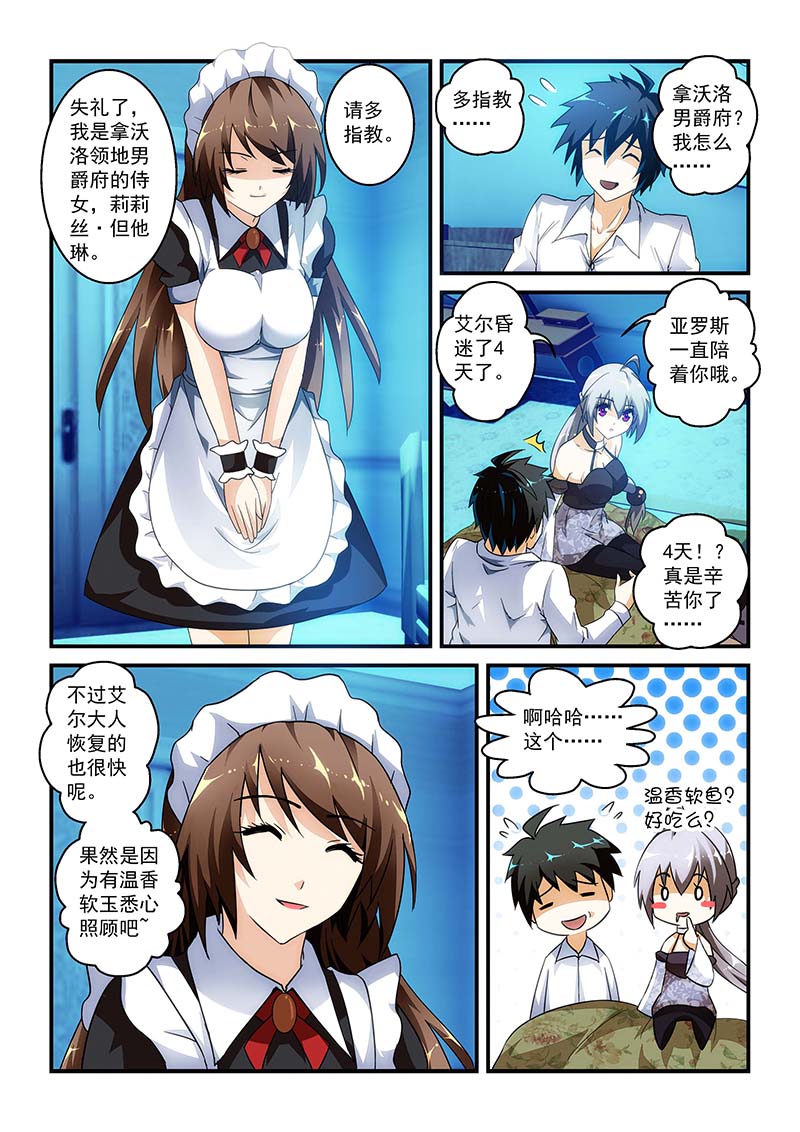 失礼了，
我是拿沃
洛领地男
爵府的侍
女，莉莉
丝·但他
琳。
请多
指教。
多指教
……
拿沃洛
男爵府？
我怎么
……
艾尔昏
迷了4
天了。
亚罗斯
一直陪
着你哦。
4天！？
真是辛
苦你了
……
不过艾
尔大人
恢复的
也很快
呢。
果然是因
为有温香
软玉悉心
照顾吧~
啊哈哈……
这个……
温香软鱼？
好吃么？